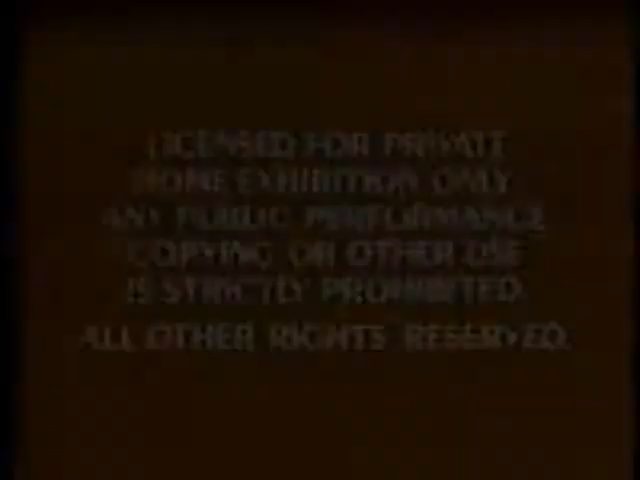 LICENSED FOR PRIVATE
HOME EXHIBITION ONLY
ANY PUBLIC PERFORMANCE
COPYING OR OTHER USE
IS STRICTLY PROHIBITED.
ALL OTHER RIGHTS RESERVED.